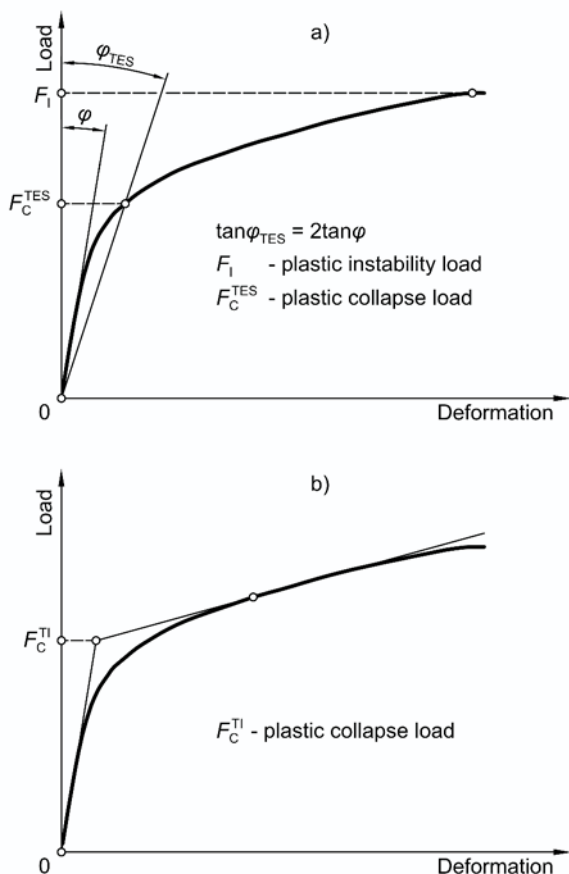 a)
Load
φTES
FI
φ
FCTES
tanφTES = 2tanφ
FI - plastic instability load
FCTES - plastic collapse load
0
Deformation
b)
Load
FCTI
FCTI - plastic collapse load
0
Deformation